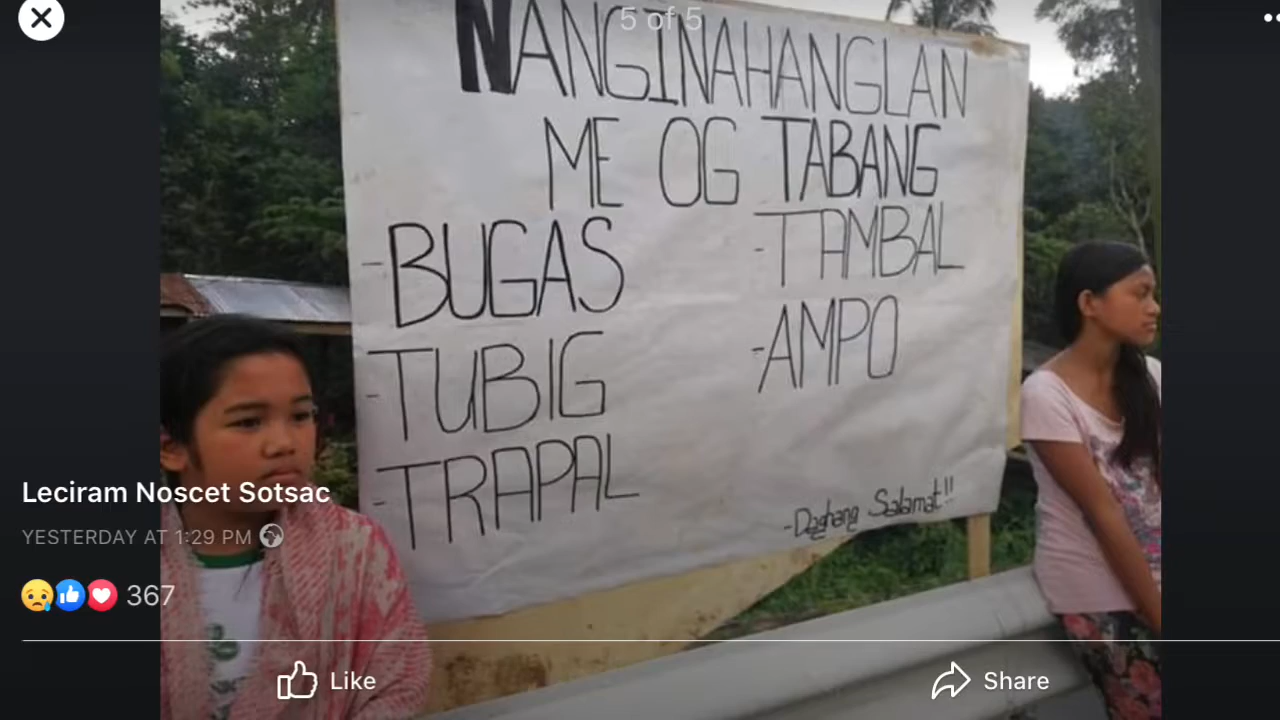 5 of 5
NANGINAHANGLAN
ME OG TABANG
-BUGAS
-TUBIG
-TRAPAL
-TAMBAL
-AMPO
-Daghang Salamat!!
Leciram Noscet Sotsac
YESTERDAY AT 1:29 PM
367
Like
Share